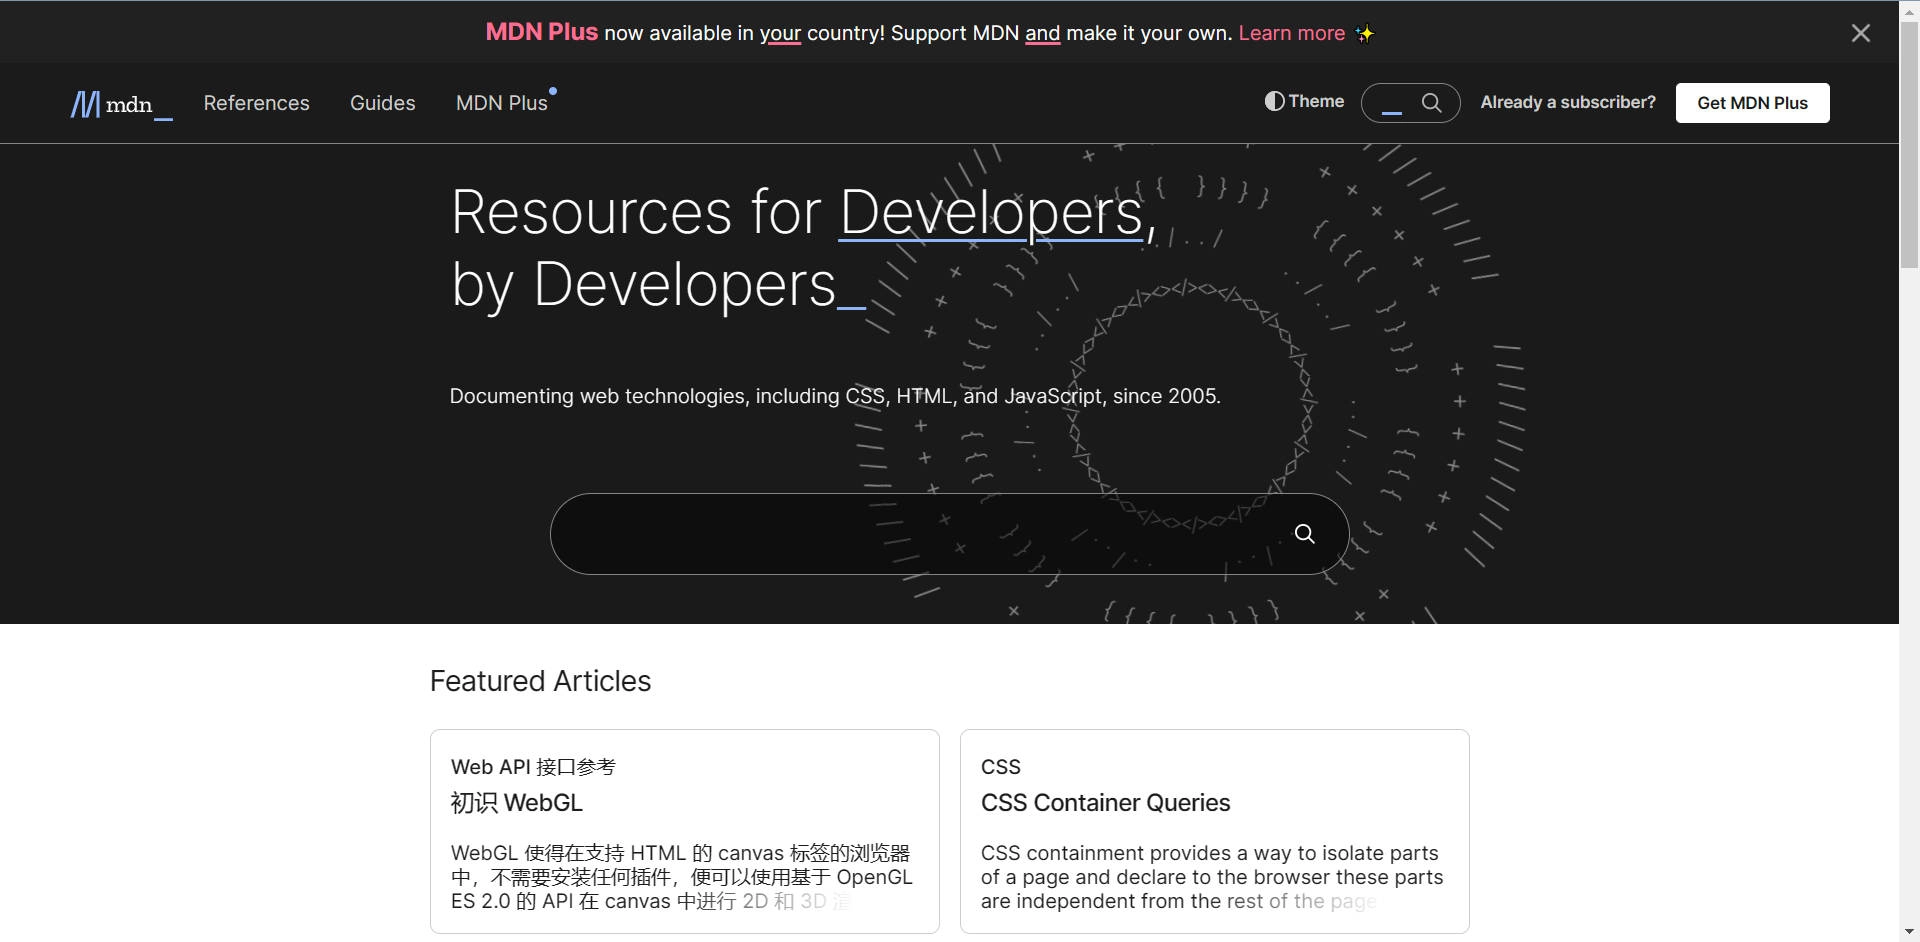 MDN Plus now available in your country! Support MDN and make it your own. Learn more ✨
mdn_
References
Guides
MDN Plus
Theme
Already a subscriber?
Get MDN Plus
Resources for Developers,
by Developers_
Documenting web technologies, including CSS, HTML, and JavaScript, since 2005.
Featured Articles
Web API 接口参考
初识 WebGL
WebGL 使得在支持 HTML 的 canvas 标签的浏览器
中，不需要安装任何插件，便可以使用基于 OpenGL
ES 2.0 的 API 在 canvas 中进行 2D 和 3D 渲
CSS
CSS Container Queries
CSS containment provides a way to isolate parts
of a page and declare to the browser these parts
are independent from the rest of the page